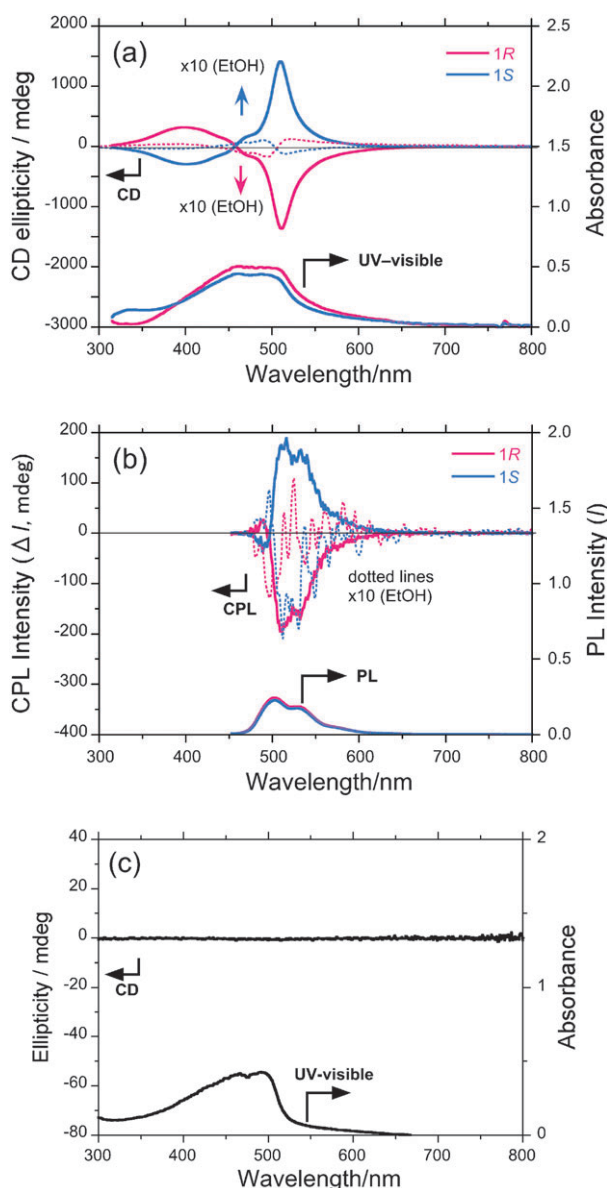 2000
1000
0
-1000
-2000
-3000
CD ellipticity / mdeg
(a)
x10 (EtOH)
1R
1S
x10 (EtOH)
CD
UV–visible
2.5
2.0
1.5
1.0
0.5
0.0
Absorbance
300 400 500 600 700 800
Wavelength/nm
200
100
0
-100
-200
-300
-400
CPL Intensity (Δ I, mdeg)
(b)
1R
1S
dotted lines
x10 (EtOH)
CPL
PL
2.0
1.5
1.0
0.5
0.0
PL Intensity (I)
300 400 500 600 700 800
Wavelength/nm
40
20
0
-20
-40
-60
-80
Ellipticity / mdeg
(c)
CD
UV-visible
2
1
0
Absorbance
300 400 500 600 700 800
Wavelength/nm